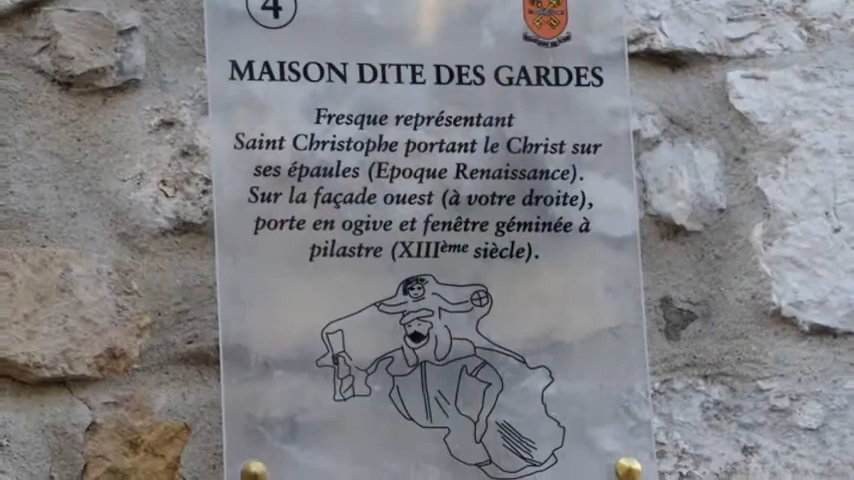 4
MAISON DITE DES GARDES
Fresque représentant
Saint Christophe portant le Christ sur
ses épaules (Epoque Renaissance).
Sur la façade ouest (à votre droite),
porte en ogive et fenêtre géminée à
pilastre (XIIIème siècle).